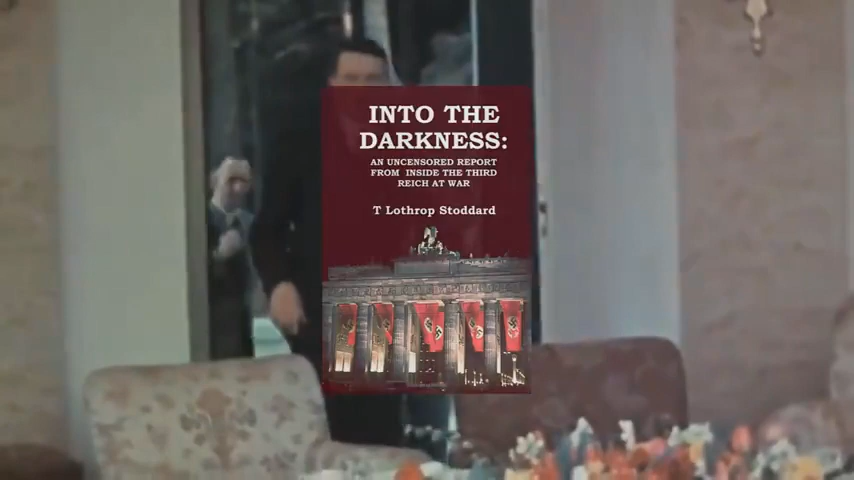 INTO THE
DARKNESS:
AN UNCENSORED REPORT
FROM INSIDE THE THIRD
REICH AT WAR
T Lothrop Stoddard